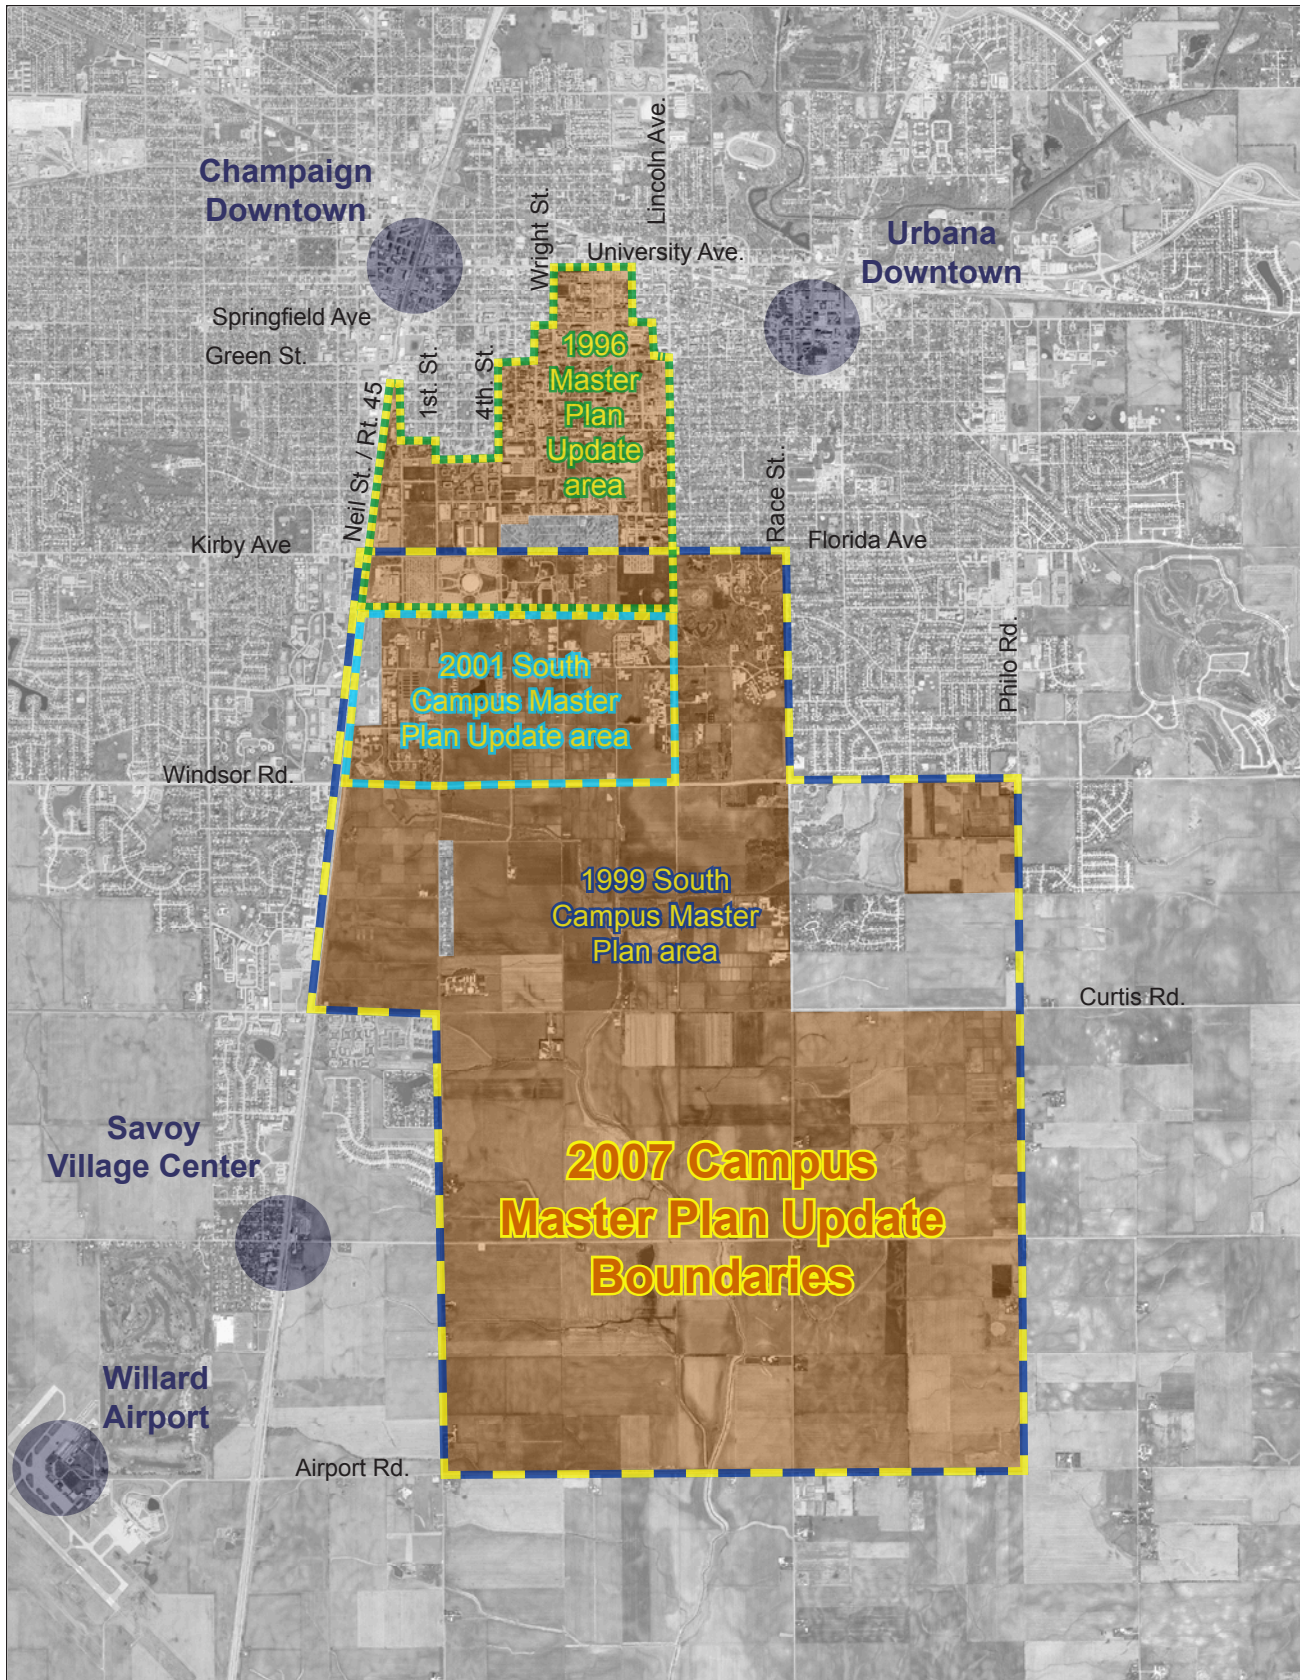 Lincoln Ave.
Champaign
Downtown
Wright St.
University Ave.
Urbana
Downtown
Springfield Ave
Green St.
1st. St.
4th. St.
Neil St. / Rt. 45
1996
Master
Plan
Update
area
Race St..
Kirby Ave
Florida Ave
Philo Rd.
2001 South
Campus Master
Plan Update area
Windsor Rd.
1999 South
Campus Master
Plan area
Curtis Rd.
Savoy
Village Center
2007 Campus
Master Plan Update
Boundaries
Willard
Airport
Airport Rd.